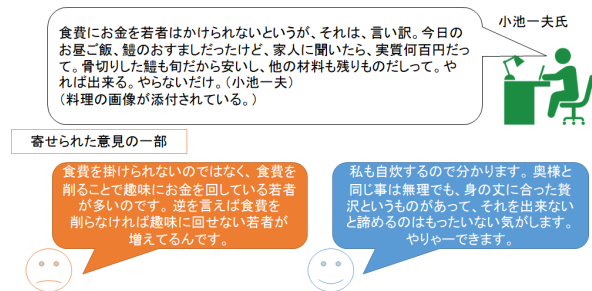 小池一夫氏
食費にお金を若者はかけられないというが、それは、言い訳。今日の
お昼ご飯、鱧のおすましだったけど、家人に聞いたら、実質何百円だっ
て。骨切りした鱧も旬だから安いし、他の材料も残りものだしって。や
れば出来る。やらないだけ。（小池一夫）
（料理の画像が添付されている。）
寄せられた意見の一部
食費を掛けられないのではなく、食費を
削ることで趣味にお金を回している若者
が多いのです。逆を言えば食費を
削らなければ趣味に回せない若者が
増えてるんです。
私も自炊するので分かります。奥様と
同じ事は無理でも、身の丈に合った贅
沢というものがあって、それを出来ない
と諦めるのはもったいない気がします。
やりゃーできます。